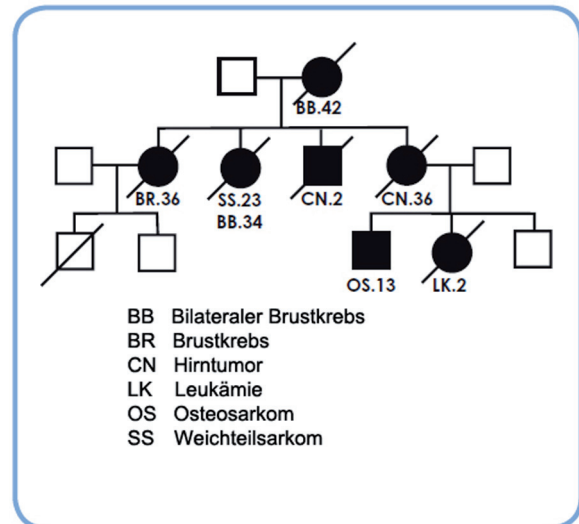 BB.42
BR.36 SS.23 CN.2 CN.36
BB.34
OS.13 LK.2
BB Bilateraler Brustkrebs
BR Brustkrebs
CN Hirntumor
LK Leukämie
OS Osteosarkom
SS Weichteilsarkom